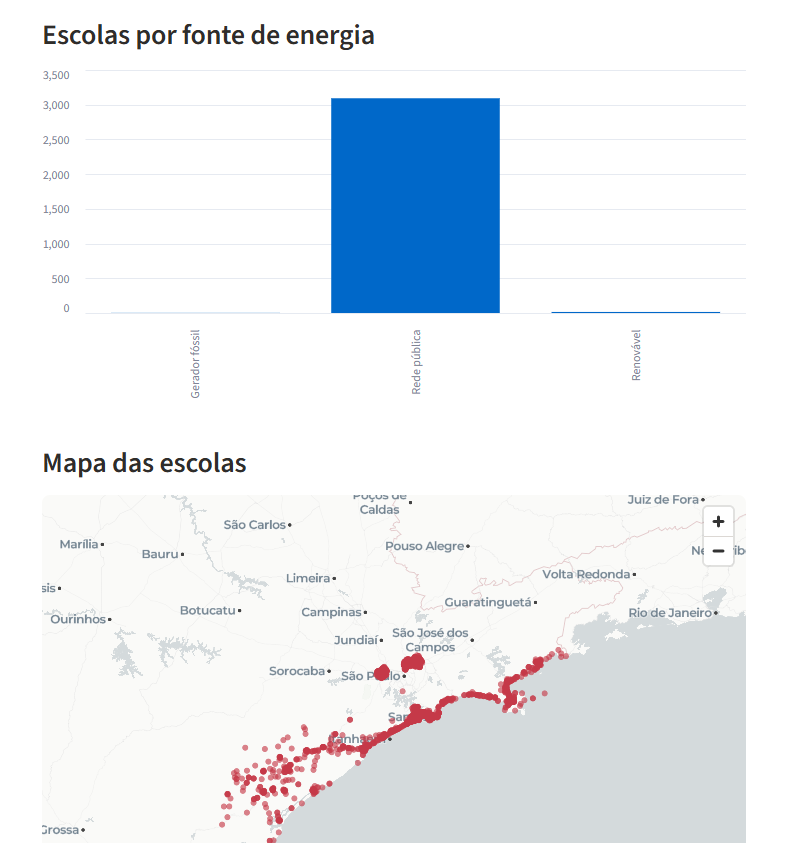 Escolas por fonte de energia
3,500
3,000
2,500
2,000
1,500
1,000
500
0
Gerador fóssil
Rede pública
Renovável
Mapa das escolas
Poços de
Caldas
Juiz de Fora
São Carlos
+
Marília
Bauru
Pouso Alegre
−
Limeira
Volta Redonda
Ourinhos
Botucatu
Campinas
Guaratinguetá
Rio de Janeiro
Jundiaí
São José dos
Campos
Sorocaba
São P lo